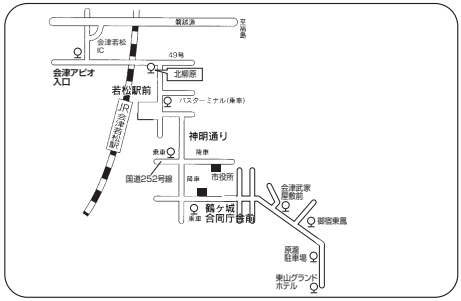 磐越道
至福島
会津若松
IC
49号
会津アピオ
入口
北柳原
若松駅前
バスターミナル(乗車)
JR会津若松駅
神明通り
乗車
降車
国道252号線
市役所
降車
会津武家
屋敷前
鶴ヶ城
合同庁舎前
乗車
御宿東鳳
原瀧
駐車場
東山グランド
ホテル